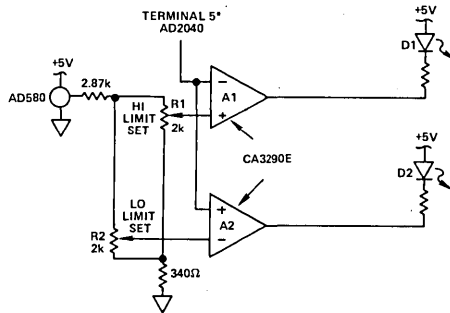 TERMINAL 5*
AD2040
+5V
D1
+5V
AD580
2.87k
HI
LIMIT
SET
R1
2k
−
A1
+
CA3290E
+5V
D2
LO
LIMIT
SET
R2
2k
+
A2
−
340Ω